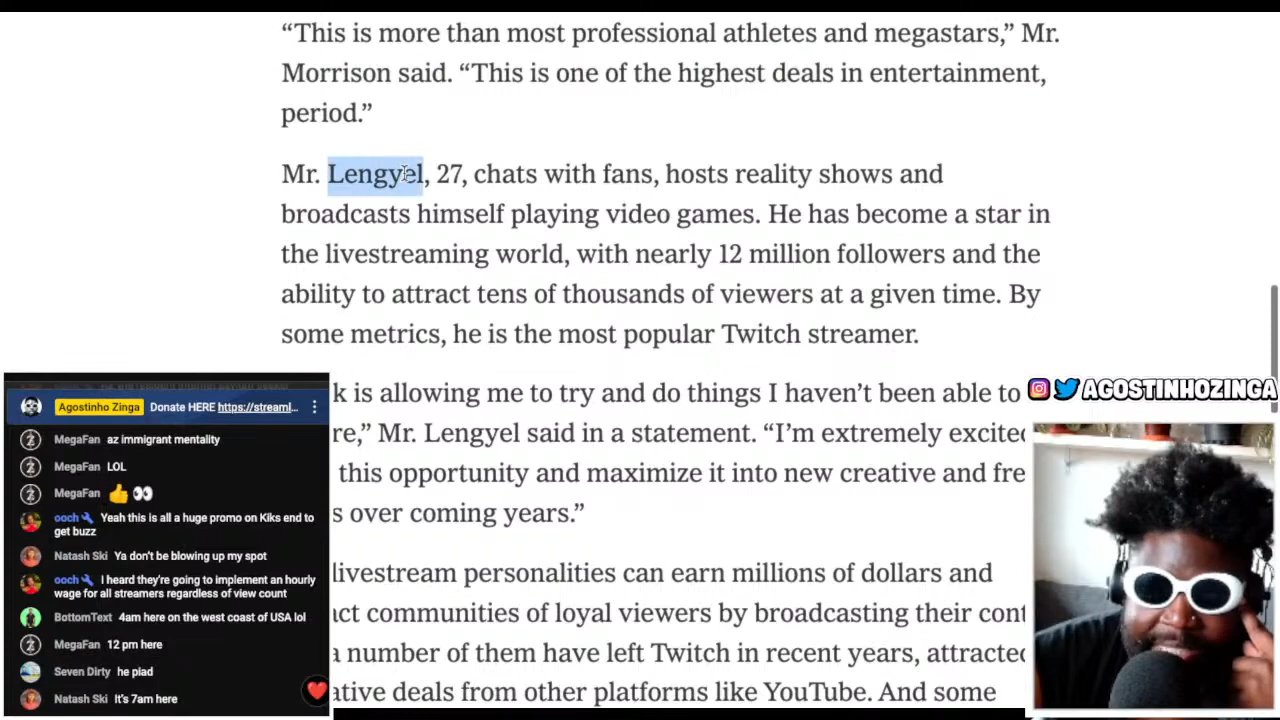 “This is more than most professional athletes and megastars,” Mr.
Morrison said. “This is one of the highest deals in entertainment,
period.”
Mr. Lengyel, 27, chats with fans, hosts reality shows and
broadcasts himself playing video games. He has become a star in
the livestreaming world, with nearly 12 million followers and the
ability to attract tens of thousands of viewers at a given time. By
some metrics, he is the most popular Twitch streamer.
k is allowing me to try and do things I haven’t been able to
re,” Mr. Lengyel said in a statement. “I’m extremely excited
this opportunity and maximize it into new creative and fre
s over coming years.”
livestream personalities can earn millions of dollars and
act communities of loyal viewers by broadcasting their cont
a number of them have left Twitch in recent years, attracted
ative deals from other platforms like YouTube. And some
Agostinho Zinga Donate HERE https://streaml...
MegaFan az immigrant mentality
MegaFan LOL
MegaFan 👍👀
ooch Yeah this is all a huge promo on Kiks end to
get buzz
Natash Ski Ya don't be blowing up my spot
ooch I heard they're going to implement an hourly
wage for all streamers regardless of view count
BottomText 4am here on the west coast of USA lol
MegaFan 12 pm here
Seven Dirty he piad
Natash Ski It's 7am here
AGOSTINHOZINGA